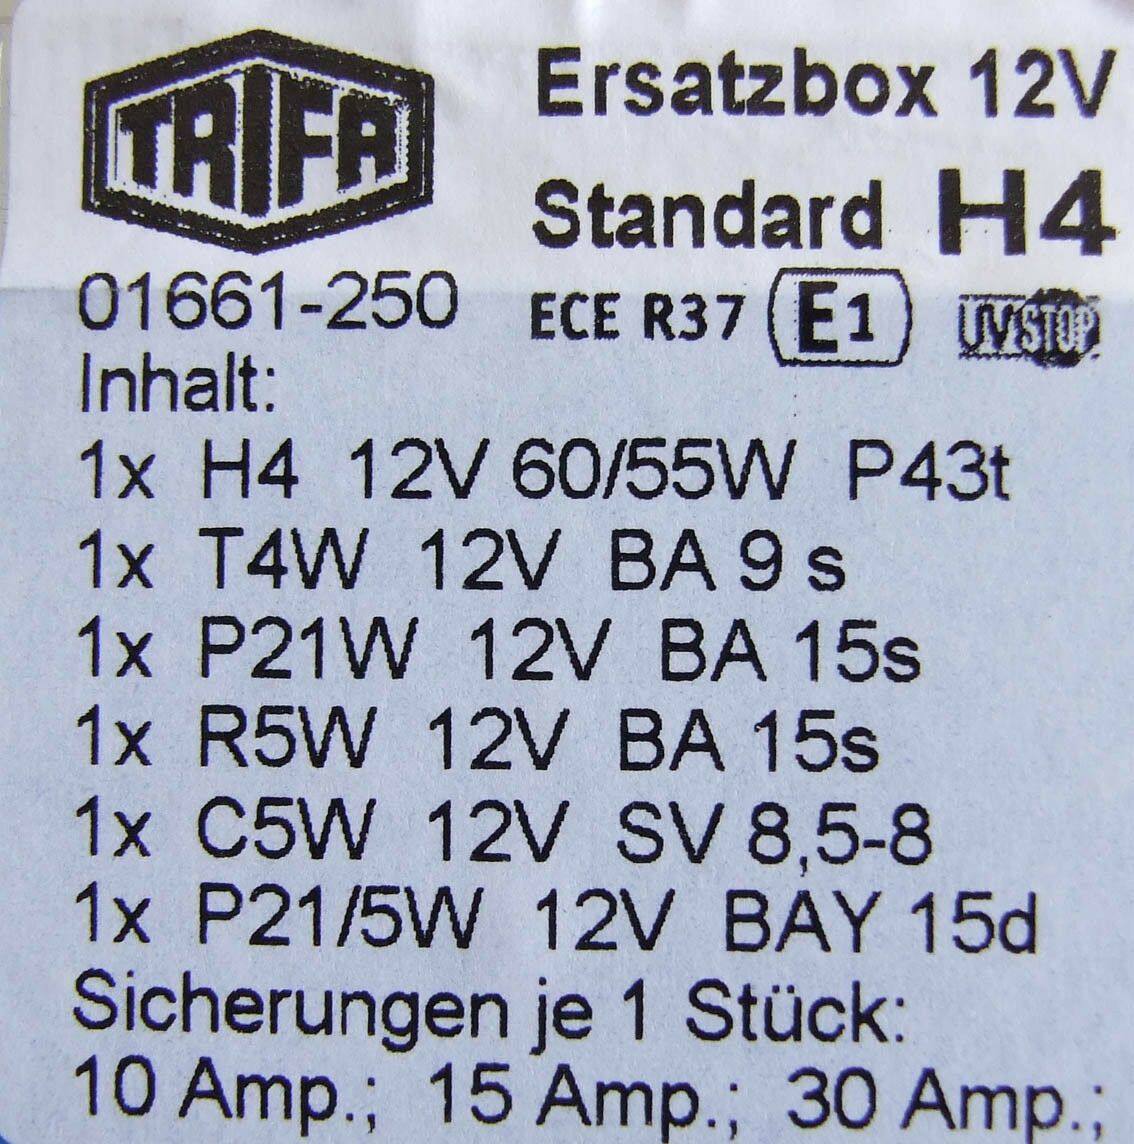 TRIFA
Ersatzbox 12V
Standard H4
01661-250
ECE R37 E1 UV STOP
Inhalt:
1x H4 12V 60/55W P43t
1x T4W 12V BA 9 s
1x P21W 12V BA 15s
1x R5W 12V BA 15s
1x C5W 12V SV 8,5-8
1x P21/5W 12V BAY 15d
Sicherungen je 1 Stück:
10 Amp.; 15 Amp.; 30 Amp.;